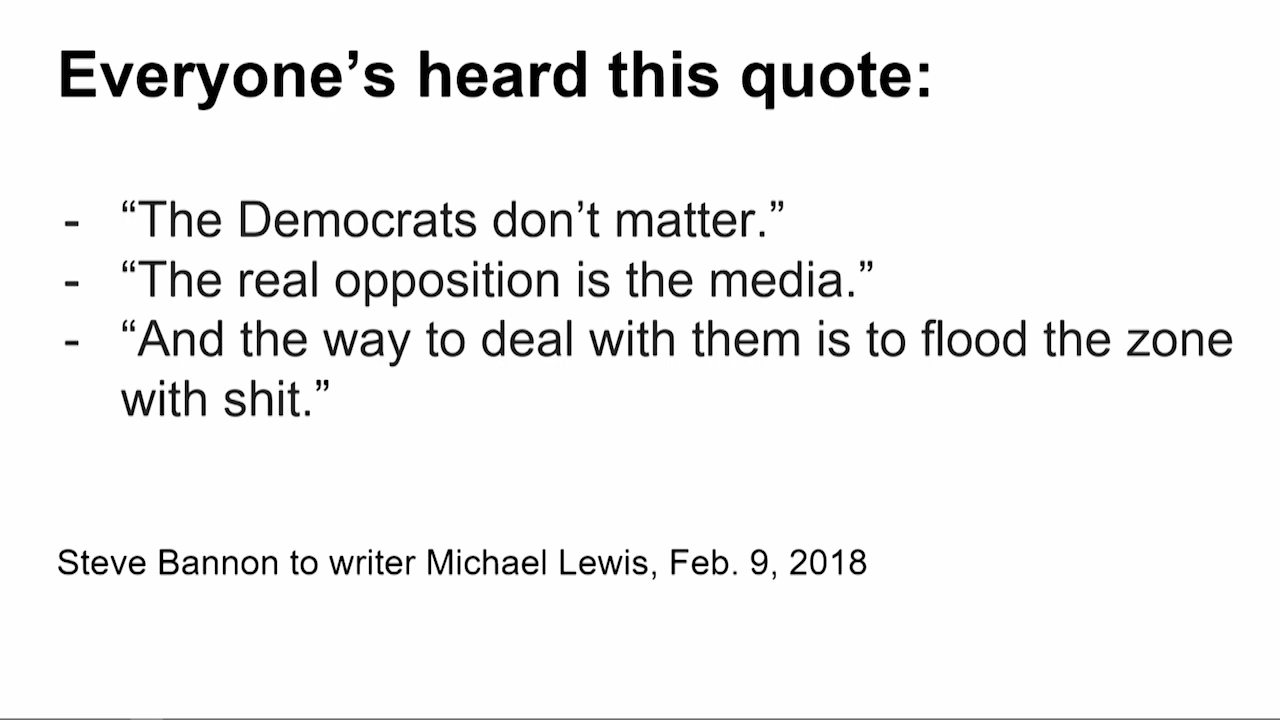 Everyone’s heard this quote:
- “The Democrats don’t matter.”
- “The real opposition is the media.”
- “And the way to deal with them is to flood the zone
with shit.”
Steve Bannon to writer Michael Lewis, Feb. 9, 2018